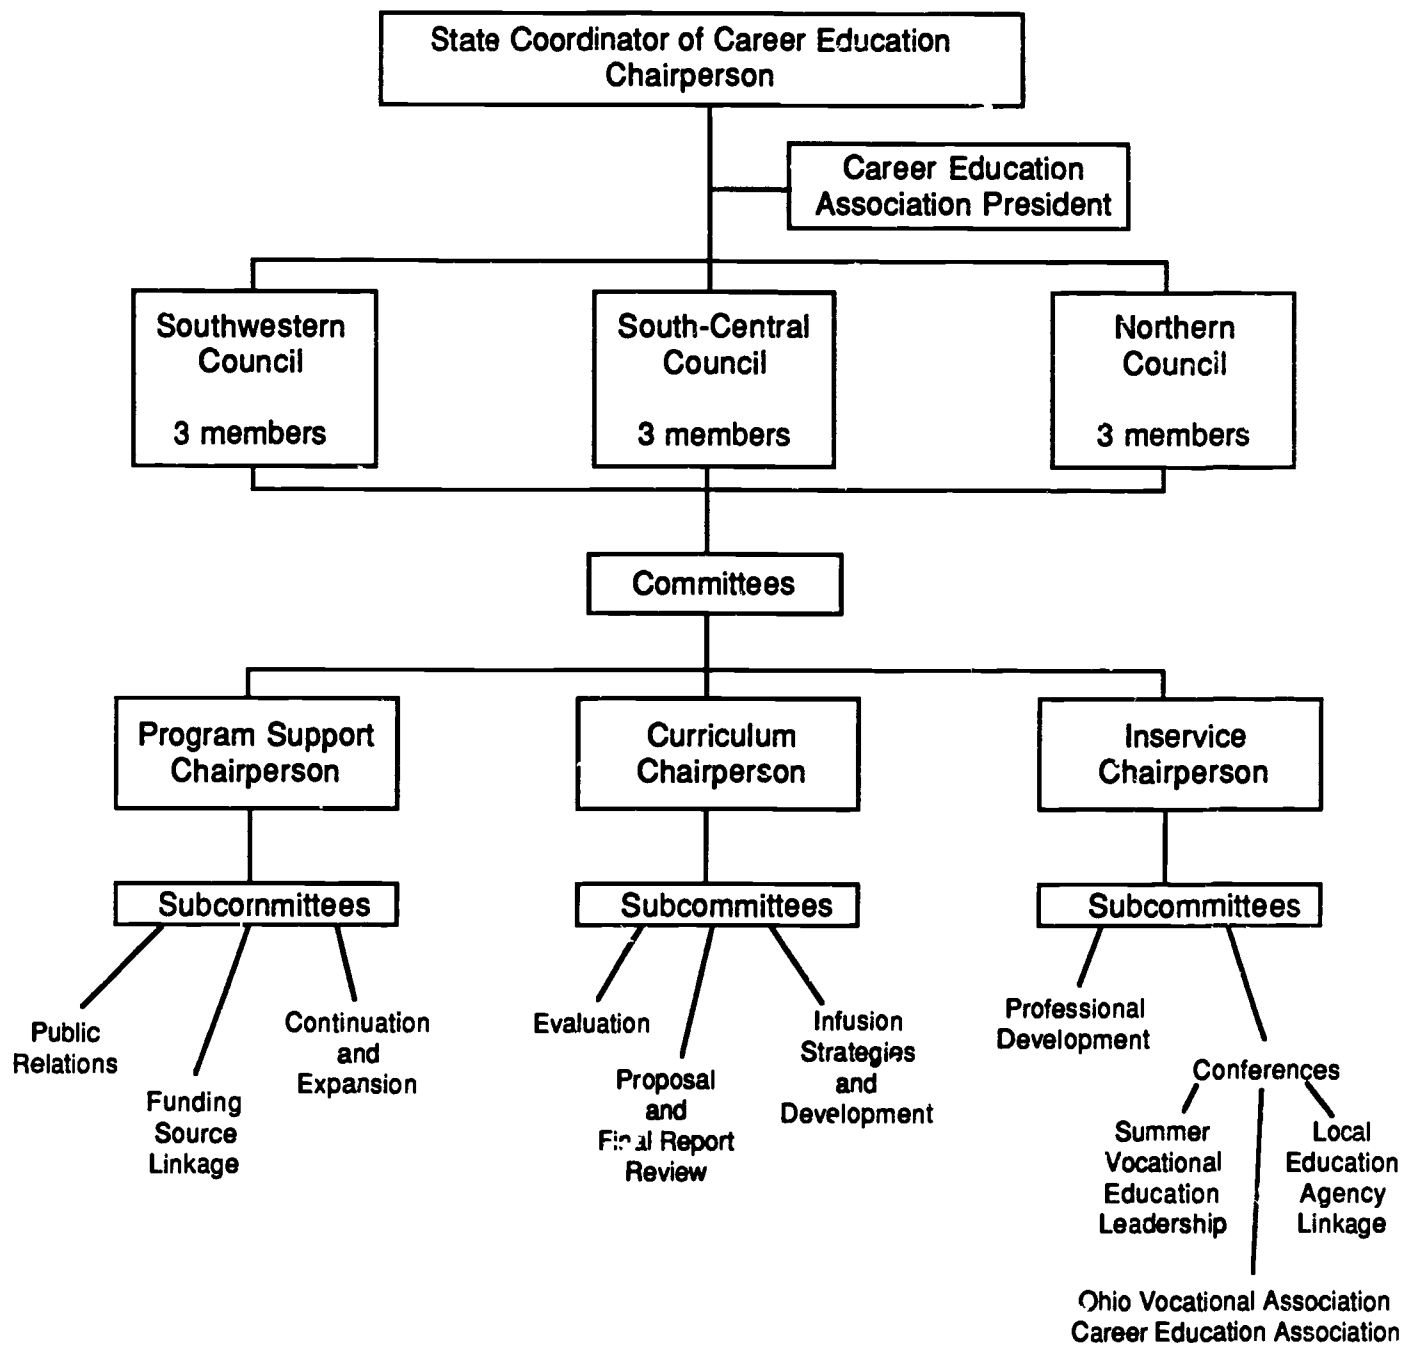 State Coordinator of Career Education
Chairperson
Career Education
Association President
Southwestern
Council
3 members
South-Central
Council
3 members
Northern
Council
3 members
Committees
Program Support
Chairperson
Curriculum
Chairperson
Inservice
Chairperson
Subcommittees
Subcommittees
Subcommittees
Public
Relations
Funding
Source
Linkage
Continuation
and
Expansion
Evaluation
Proposal
and
Final Report
Review
Infusion
Strategies
and
Development
Professional
Development
Conferences
Summer
Vocational
Education
Leadership
Local
Education
Agency
Linkage
Ohio Vocational Association
Career Education Association